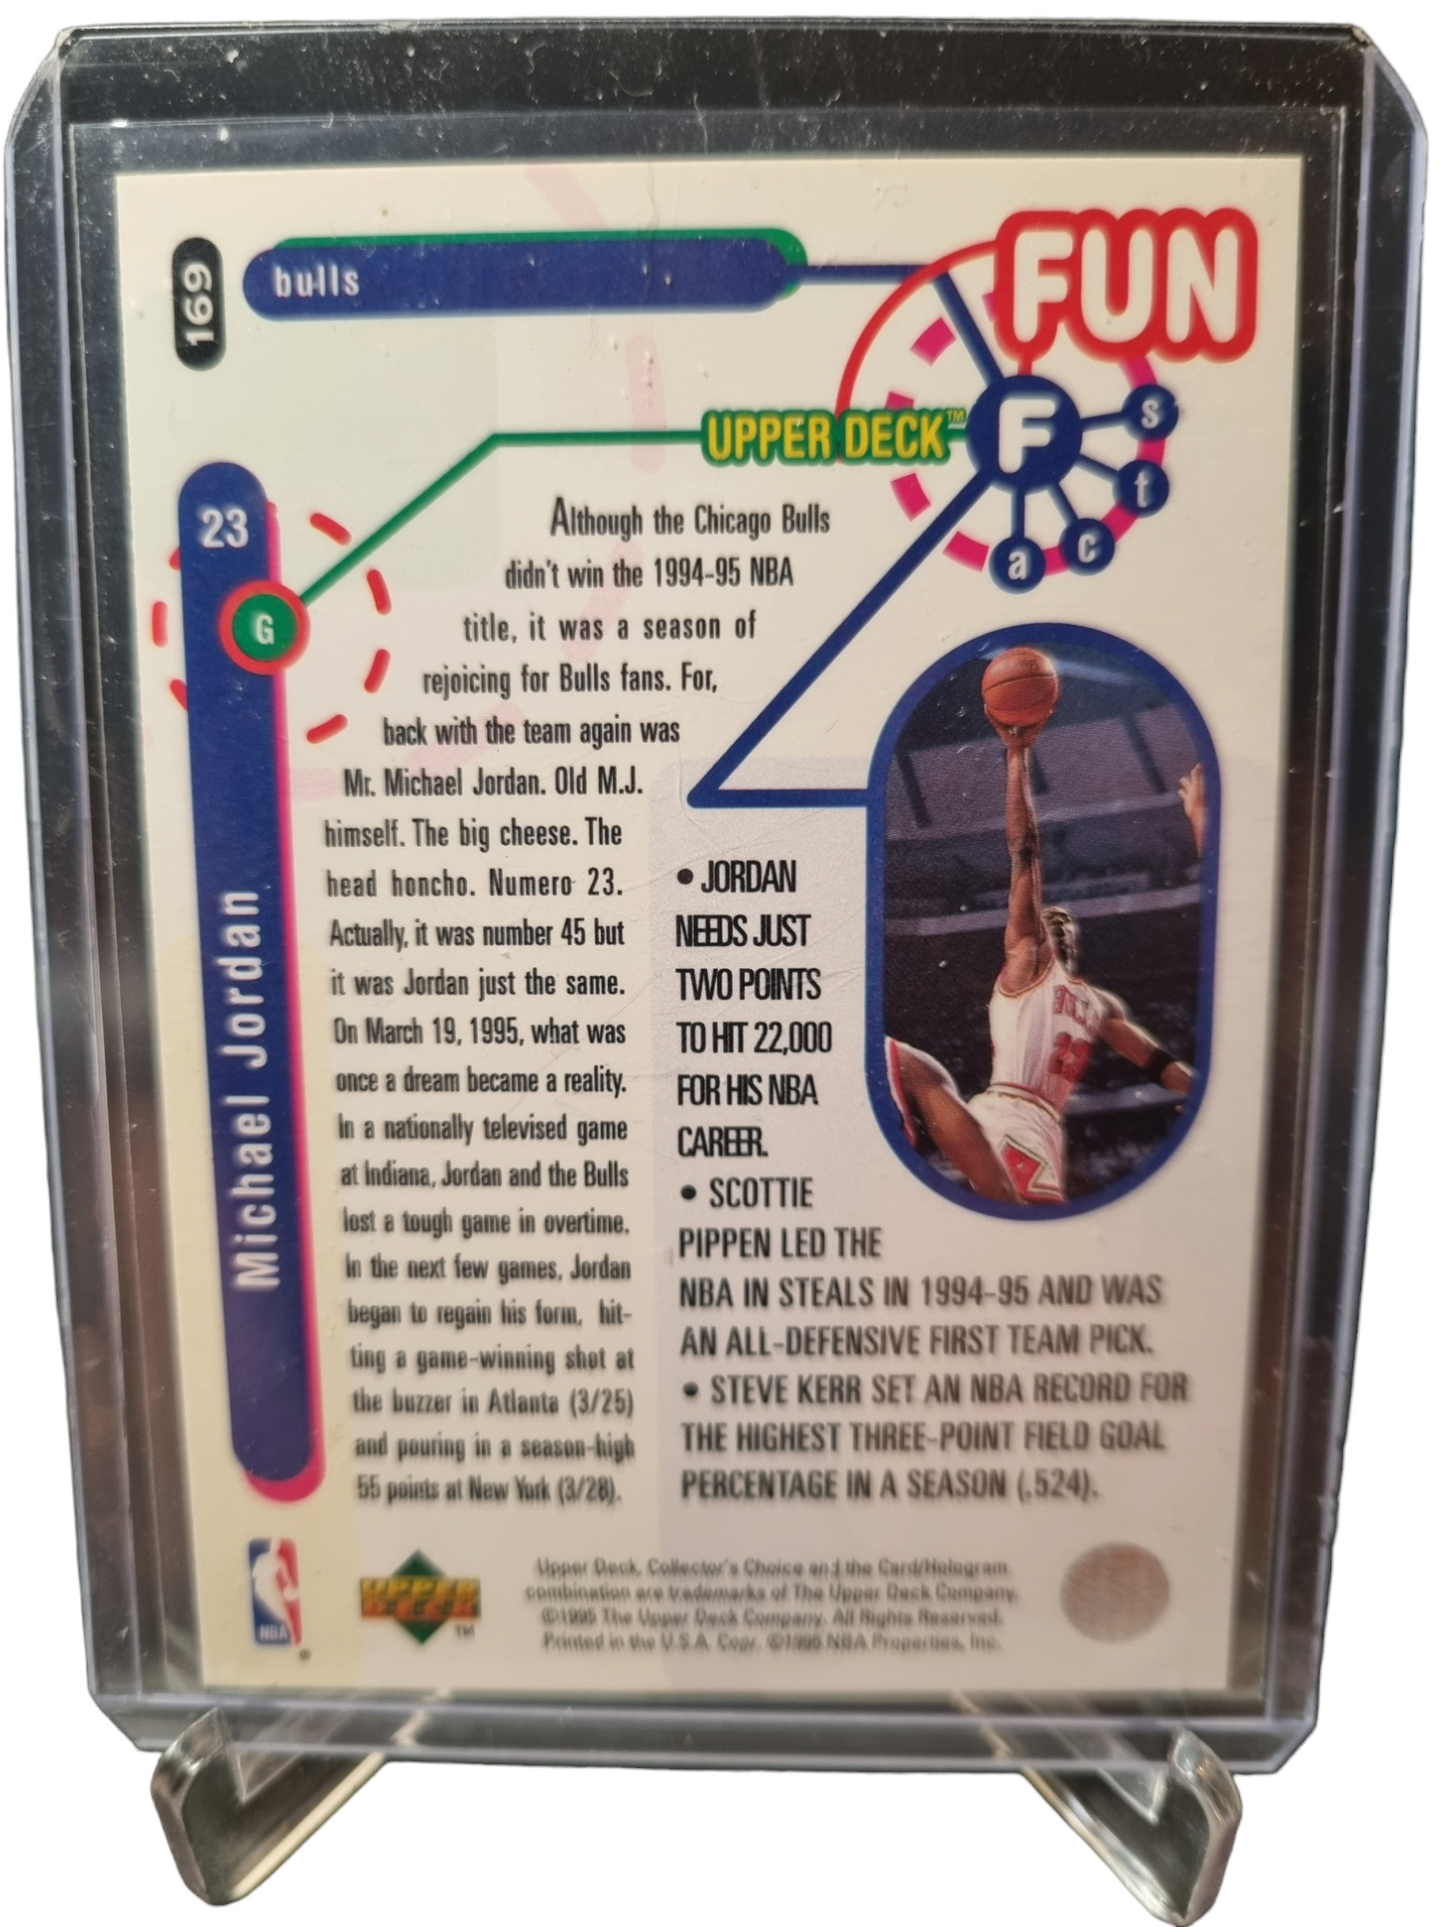 169
bulls
FUN
UPPER DECK™
F a c t s
23
G
Michael Jordan
Although the Chicago Bulls
didn't win the 1994-95 NBA
title, it was a season of
rejoicing for Bulls fans. For,
back with the team again was
Mr. Michael Jordan. Old M.J.
himself. The big cheese. The
head honcho. Numero 23.
Actually, it was number 45 but
it was Jordan just the same.
On March 19, 1995, what was
once a dream became a reality.
In a nationally televised game
at Indiana, Jordan and the Bulls
lost a tough game in overtime.
In the next few games, Jordan
began to regain his form, hit-
ting a game-winning shot at
the buzzer in Atlanta (3/25)
and pouring in a season-high
55 points at New York (3/28).
• JORDAN
NEEDS JUST
TWO POINTS
TO HIT 22,000
FOR HIS NBA
CAREER.
• SCOTTIE
PIPPEN LED THE
NBA IN STEALS IN 1994-95 AND WAS
AN ALL-DEFENSIVE FIRST TEAM PICK.
• STEVE KERR SET AN NBA RECORD FOR
THE HIGHEST THREE-POINT FIELD GOAL
PERCENTAGE IN A SEASON (.524).
BULLS
23
NBA
®
UPPER
DECK
™
Upper Deck, Collector's Choice and the Card/Hologram
combination are trademarks of The Upper Deck Company.
©1995 The Upper Deck Company. All Rights Reserved.
Printed in the U.S.A. Copr. ©1995 NBA Properties, Inc.